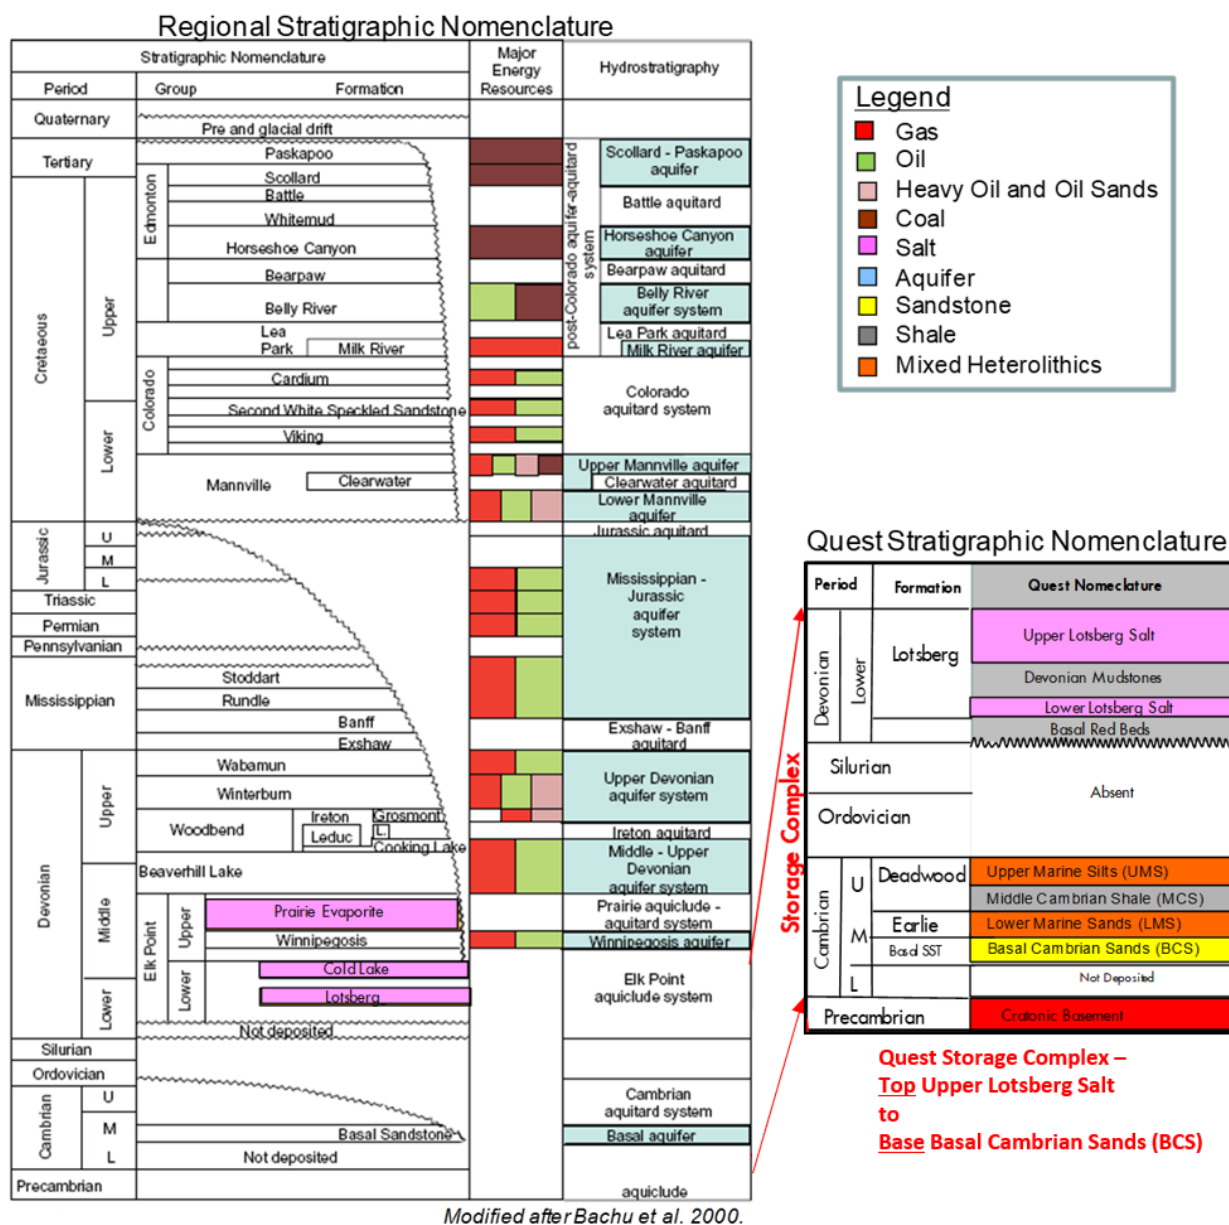 Regional Stratigraphic Nomenclature
Stratigraphic Nomenclature
Major
Energy
Resources
Hydrostratigraphy
Period
Group
Formation
Quaternary
Pre and glacial drift
Tertiary
Paskapoo
Scollard - Paskapoo
aquifer
Cretaeous
Upper
Edmonton
Scollard
Battle
Whitemud
Horseshoe Canyon
Bearpaw
Belly River
Lea
Park
Milk River
post-Colorado aquifer-aquitard
system
Battle aquitard
Horseshoe Canyon
aquifer
Bearpaw aquitard
Belly River
aquifer system
Lea Park aquitard
Milk River aquifer
Colorado
Cardium
Second White Speckled Sandstone
Viking
Colorado
aquitard system
Lower
Mannville
Clearwater
Upper Mannville aquifer
Clearwater aquitard
Lower Mannville
aquifer
Jurassic
U
M
L
Jurassic aquitard
Triassic
Permian
Pennsylvanian
Mississippian -
Jurassic
aquifer
system
Mississippian
Stoddart
Rundle
Banff
Exshaw
Exshaw - Banff
aquitard
Devonian
Upper
Wabamun
Winterburn
Upper Devonian
aquifer system
Woodbend
Ireton
Grosmont
Leduc
L.
Cooking Lake
Ireton aquitard
Beaverhill Lake
Middle - Upper
Devonian
aquifer system
Middle
Elk Point
Upper
Prairie Evaporite
Winnipegosis
Prairie aquiclude -
aquitard system
Winnipegosis aquifer
Lower
Lower
Cold Lake
Lotsberg
Not deposited
Elk Point
aquiclude system
Silurian
Ordovician
Cambrian
U
M
L
Basal Sandstone
Not deposited
Cambrian
aquitard system
Basal aquifer
Precambrian
aquiclude
Modified after Bachu et al. 2000.
Legend
Gas
Oil
Heavy Oil and Oil Sands
Coal
Salt
Aquifer
Sandstone
Shale
Mixed Heterolithics
Quest Stratigraphic Nomenclature
Period
Formation
Quest Nomeclature
Storage Complex
Devonian
Lower
Lotsberg
Upper Lotsberg Salt
Devonian Mudstones
Lower Lotsberg Salt
Basal Red Beds
Silurian
Ordovician
Absent
Cambrian
U
M
L
Deadwood
Upper Marine Silts (UMS)
Middle Cambrian Shale (MCS)
Earlie
Lower Marine Sands (LMS)
Basal SST
Basal Cambrian Sands (BCS)
Not Deposited
Precambrian
Cratonic Basement
Quest Storage Complex –
Top Upper Lotsberg Salt
to
Base Basal Cambrian Sands (BCS)